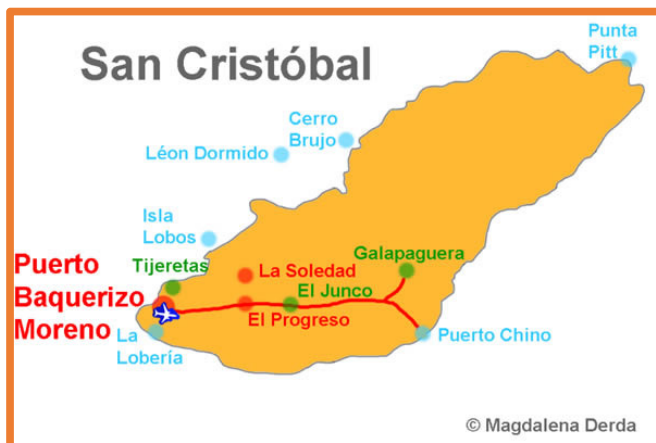 San Cristóbal
Punta
Pitt
Cerro
Brujo
Léon Dormido
Isla
Lobos
Tijeretas
Galapaguera
La Soledad
Puerto
Baquerizo
Moreno
El Junco
El Progreso
La
Lobería
Puerto Chino
© Magdalena Derda